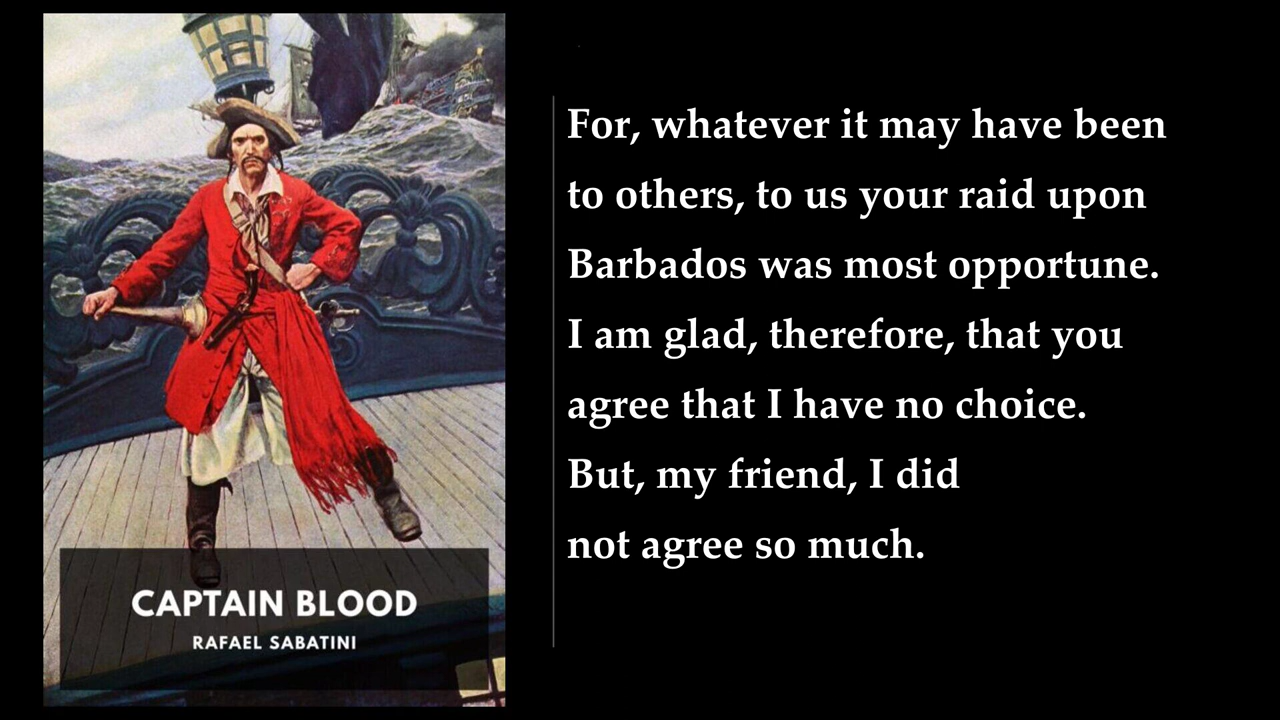 CAPTAIN BLOOD
RAFAEL SABATINI
For, whatever it may have been
to others, to us your raid upon
Barbados was most opportune.
I am glad, therefore, that you
agree that I have no choice.
But, my friend, I did
not agree so much.